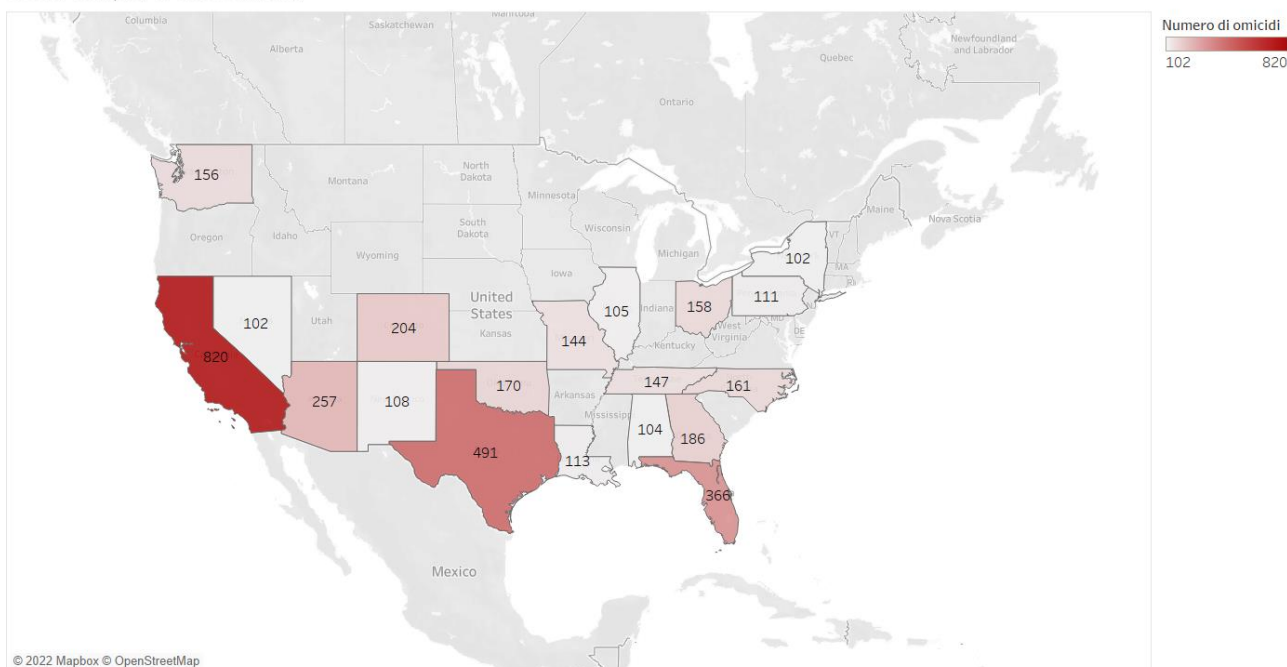 Numero di omicidi
102 820
Columbia
Saskatchewan
Manitoba
Alberta
Newfoundland
and Labrador
Quebec
Ontario
156
North
Dakota
Montana
Minnesota
Maine
Nova Scotia
Oregon
Idaho
South
Dakota
Wisconsin
VT
Wyoming
Michigan
102
MA
RI
Iowa
United
States
820
102
Utah
204
Kansas
144
105
Indiana
158
111
NJ
MD
DE
West
Virginia
Kentucky
257
108
170
Arkansas
147
161
Mississippi
104
186
491
113
366
Mexico
© 2022 Mapbox © OpenStreetMap